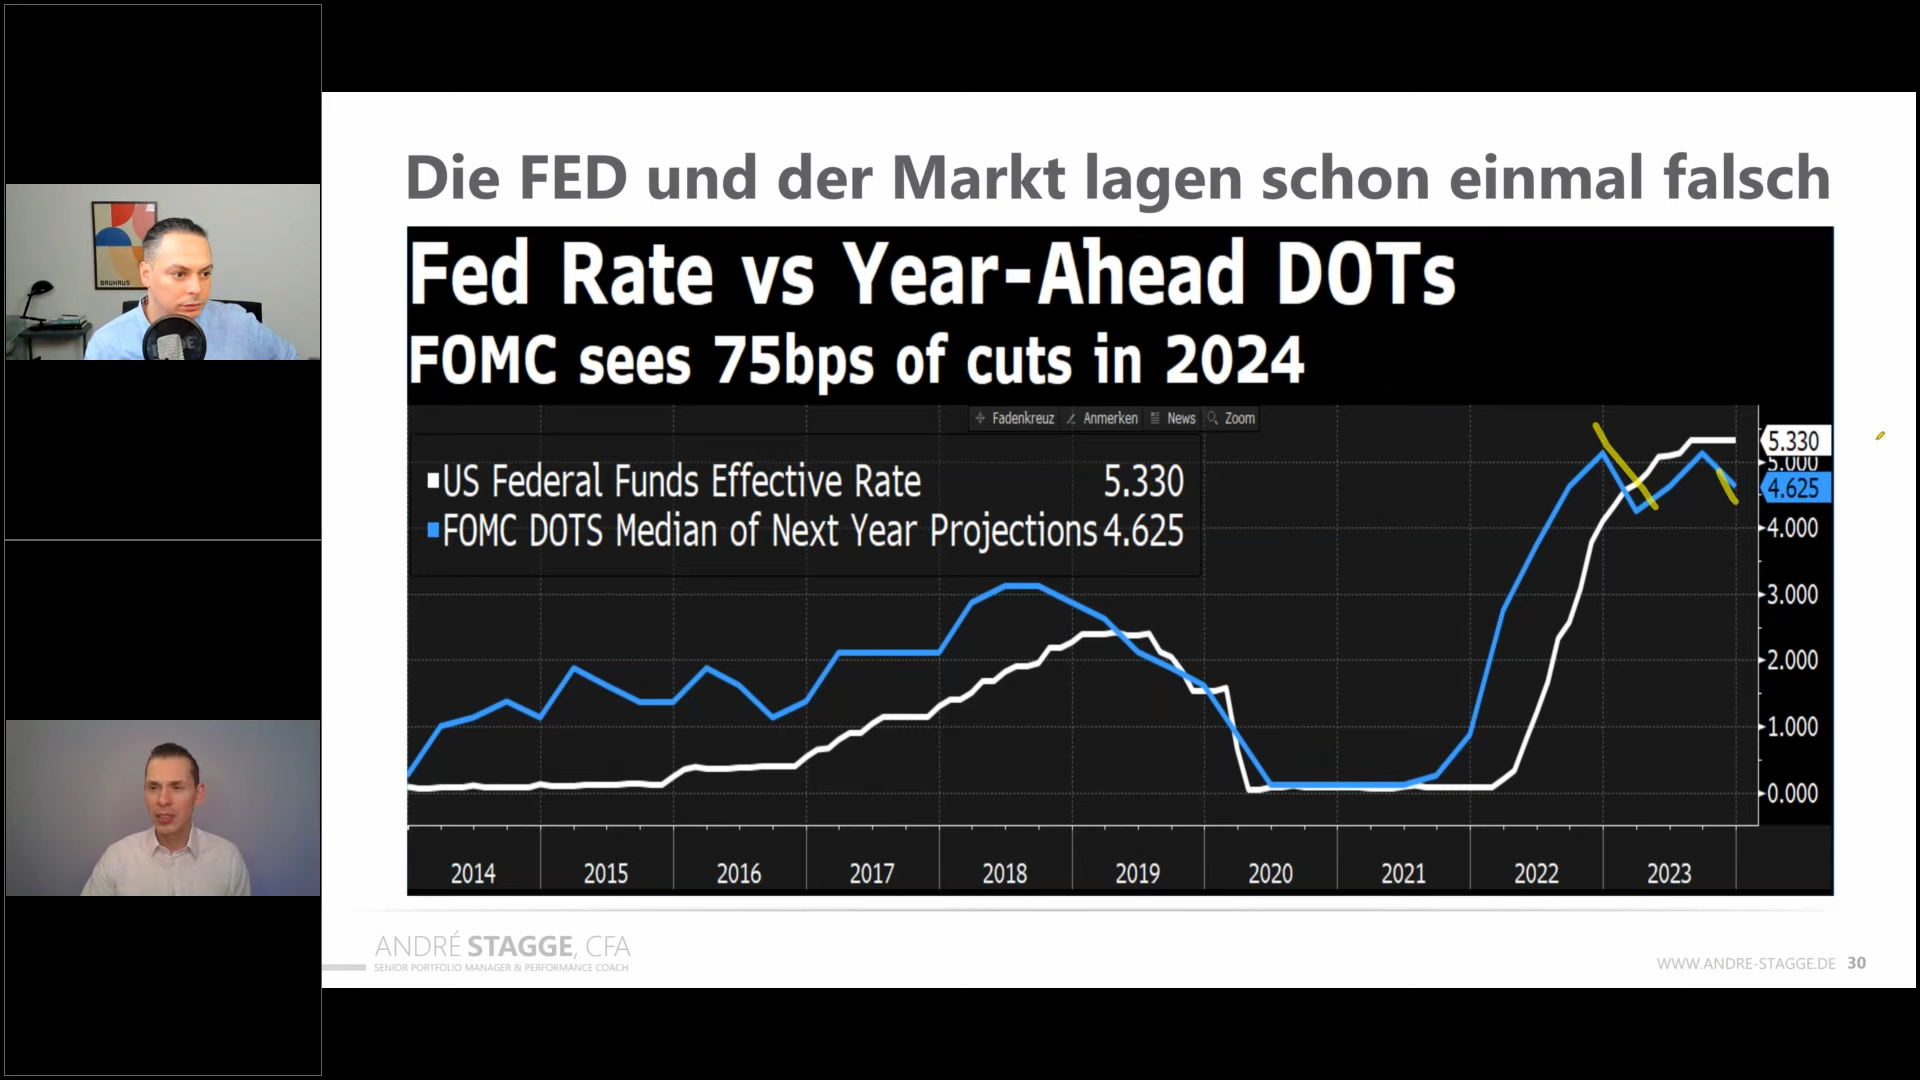 BAUHAUS
Die FED und der Markt lagen schon einmal falsch
Fed Rate vs Year-Ahead DOTs
FOMC sees 75bps of cuts in 2024
Fadenkreuz Anmerken News Zoom
US Federal Funds Effective Rate 5.330
FOMC DOTS Median of Next Year Projections 4.625
5.330
5.000
4.625
4.000
3.000
2.000
1.000
0.000
2014 2015 2016 2017 2018 2019 2020 2021 2022 2023
ANDRÉ STAGGE, CFA
SENIOR PORTFOLIO MANAGER & PERFORMANCE COACH
WWW.ANDRE-STAGGE.DE 30